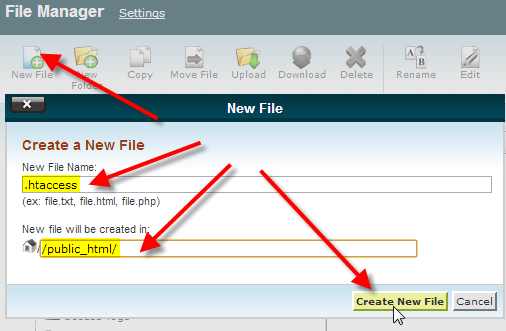 File Manager Settings
New File New Folder Copy Move File Upload Download Delete Rename Edit
New File
Create a New File
New File Name:
.htaccess
(ex: file.txt, file.html, file.php)
New file will be created in:
//public_html/
Create New File Cancel